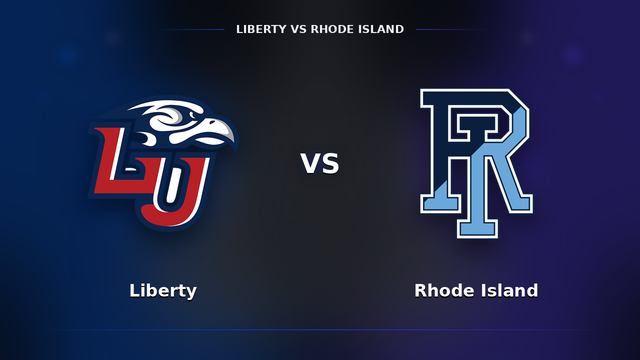 LIBERTY VS RHODE ISLAND
LU
VS
RI
Liberty
Rhode Island